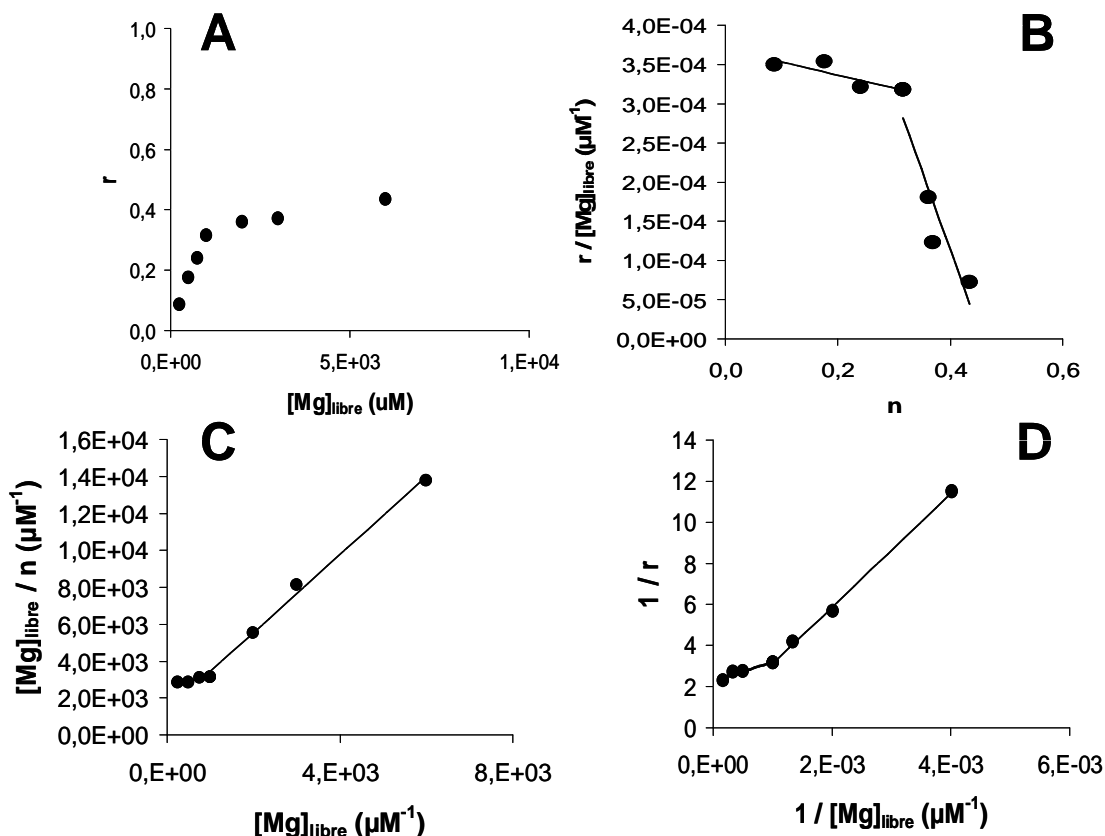 A
1,0
0,8
0,6
0,4
0,2
0,0
r
0,E+00
5,E+03
1,E+04
[Mg]libre (uM)
B
4,0E-04
3,5E-04
3,0E-04
2,5E-04
2,0E-04
1,5E-04
1,0E-04
5,0E-05
0,0E+00
r / [Mg]libre (µM-1)
0,0
0,2
0,4
0,6
n
C
1,6E+04
1,4E+04
1,2E+04
1,0E+04
8,0E+03
6,0E+03
4,0E+03
2,0E+03
0,0E+00
[Mg]libre / n (µM-1)
0,E+00
4,E+03
8,E+03
[Mg]libre (µM-1)
D
14
12
10
8
6
4
2
0
1 / r
0,E+00
2,E-03
4,E-03
6,E-03
1 / [Mg]libre (µM-1)